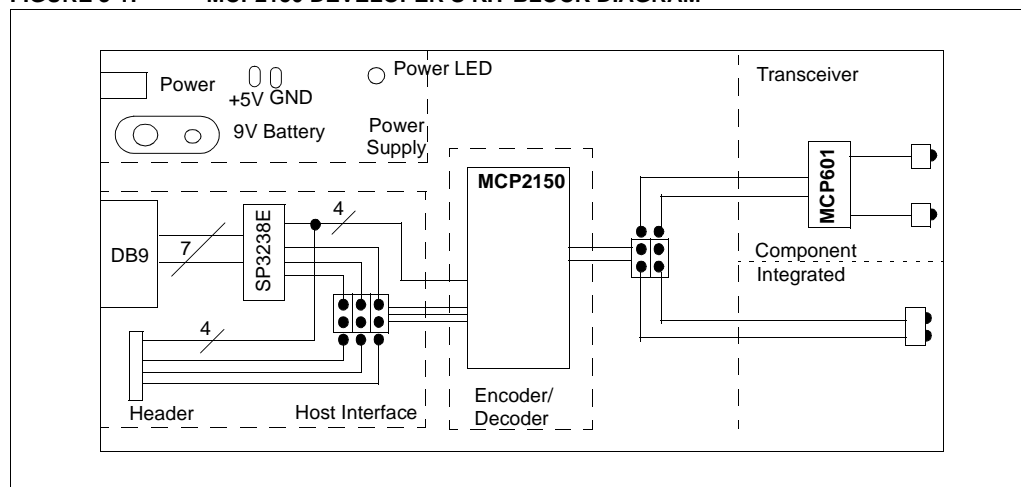 Power
+5V GND
Power LED
9V Battery
Power
Supply
Transceiver
MCP2150
MCP601
DB9
7
SP3238E
4
4
Component
Integrated
Header
Host Interface
Encoder/
Decoder